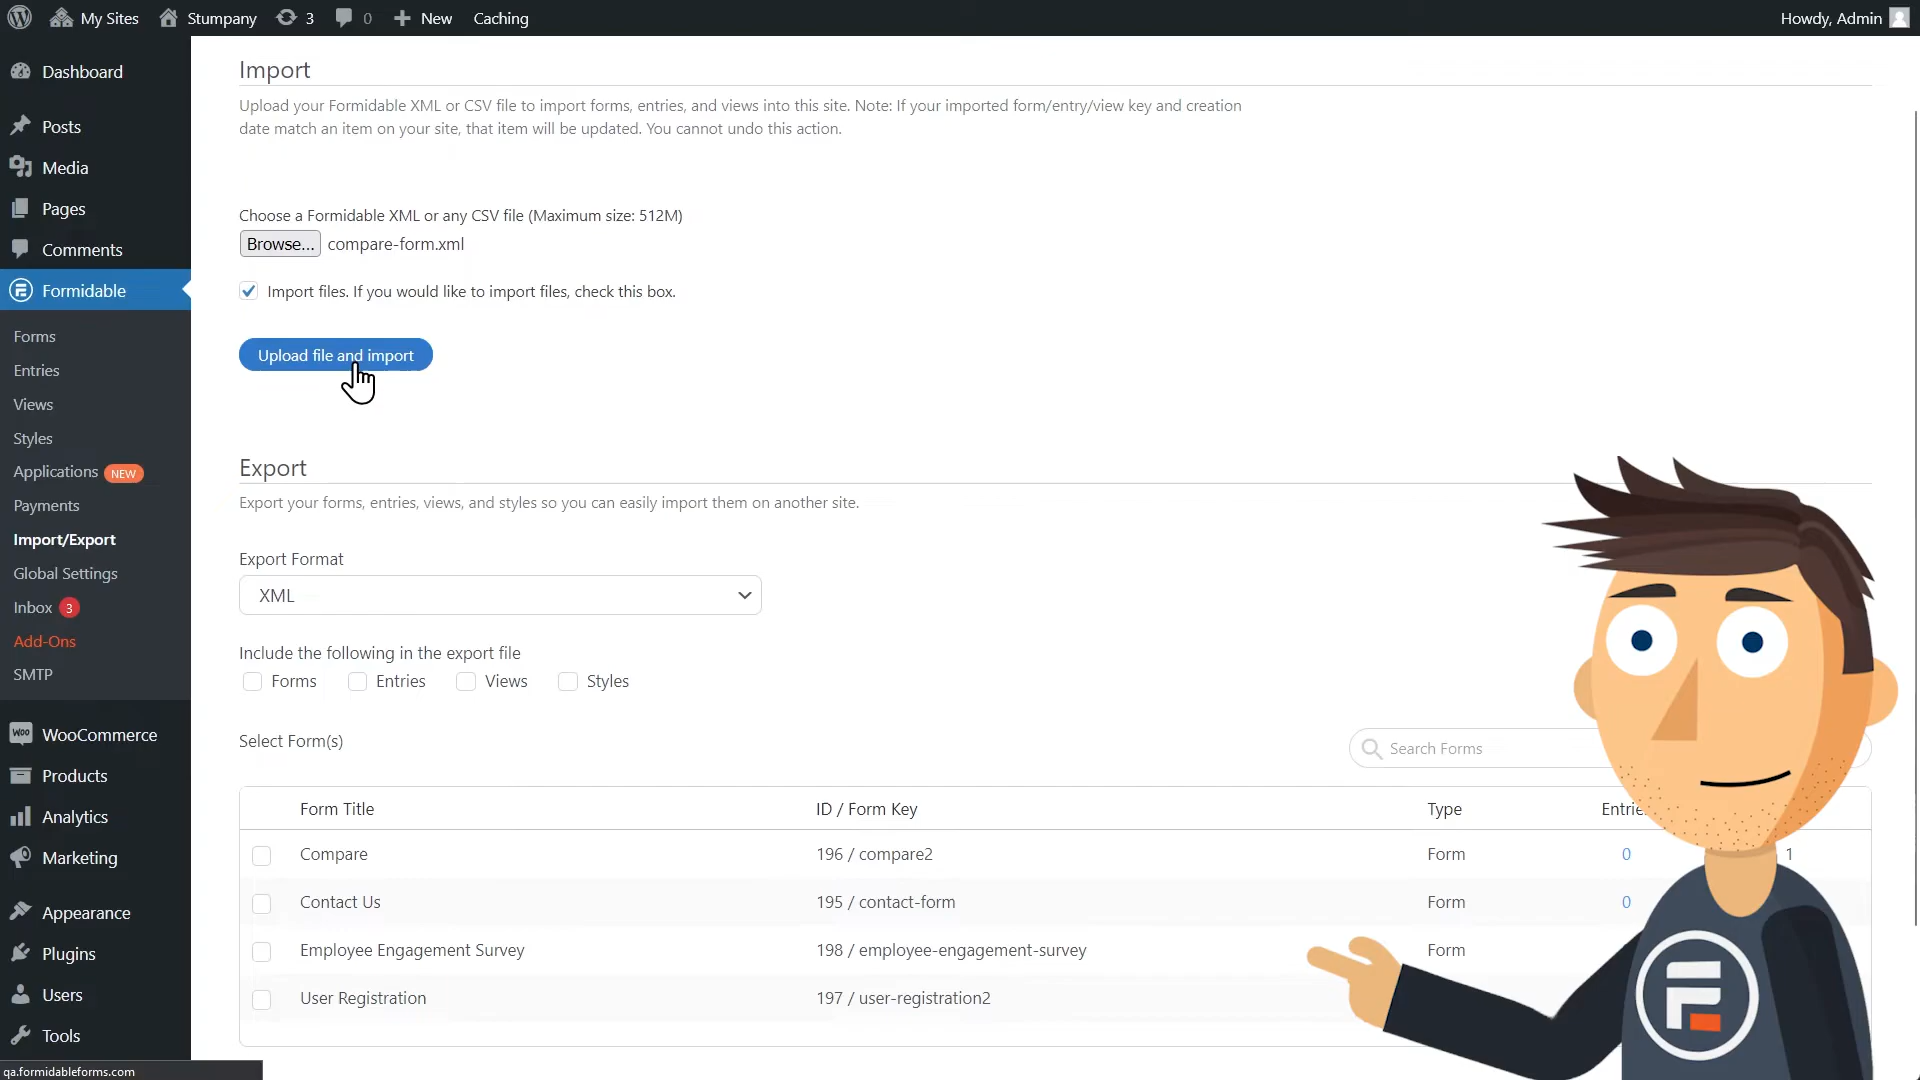 My Sites
Stumpany
3
0
New
Caching
Howdy, Admin
Dashboard
Posts
Media
Pages
Comments
Formidable
Forms
Entries
Views
Styles
Applications NEW
Payments
Import/Export
Global Settings
Inbox 3
Add-Ons
SMTP
Woo WooCommerce
Products
Analytics
Marketing
Appearance
Plugins
Users
Tools
qa.formidableforms.com
Import
Upload your Formidable XML or CSV file to import forms, entries, and views into this site. Note: If your imported form/entry/view key and creation
date match an item on your site, that item will be updated. You cannot undo this action.
Choose a Formidable XML or any CSV file (Maximum size: 512M)
Browse... compare-form.xml
Import files. If you would like to import files, check this box.
Upload file and import
Export
Export your forms, entries, views, and styles so you can easily import them on another site.
Export Format
XML
Include the following in the export file
Forms Entries Views Styles
Select Form(s)
Search Forms
Form Title ID / Form Key Type Entrie
Compare 196 / compare2 Form 0 1
Contact Us 195 / contact-form Form 0
Employee Engagement Survey 198 / employee-engagement-survey Form
User Registration 197 / user-registration2